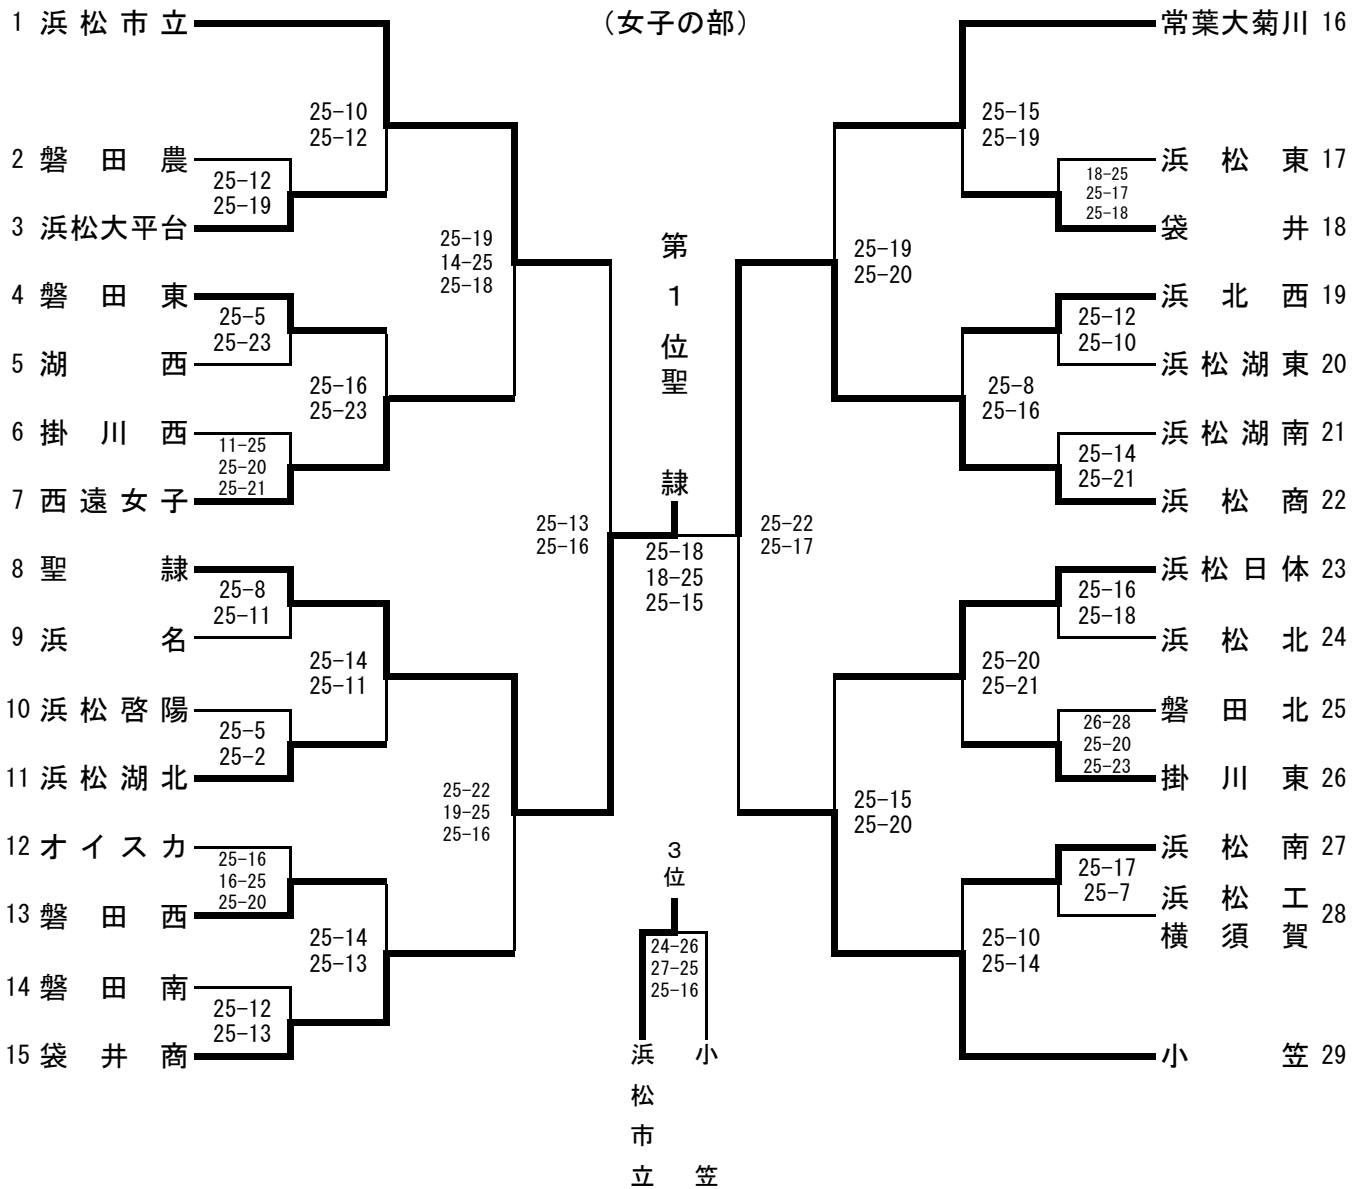 （女子の部）
1 浜松市立
25-10
25-12
2 磐田農
25-12
25-19
3 浜松大平台
25-19
14-25
25-18
4 磐田東
25-5
25-23
5 湖西
25-16
25-23
6 掛川西
11-25
25-20
25-21
7 西遠女子
25-13
25-16
8 聖隷
25-8
25-11
9 浜名
25-14
25-11
10 浜松啓陽
25-5
25-2
11 浜松湖北
25-22
19-25
25-16
12 オイスカ
25-16
16-25
25-20
13 磐田西
25-14
25-13
14 磐田南
25-12
25-13
15 袋井商
第1位聖隷
25-18
18-25
25-15
3位
24-26
27-25
25-16
浜松市立
小笠
常葉大菊川 16
25-15
25-19
浜松東 17
18-25
25-17
25-18
袋井 18
25-19
25-20
浜北西 19
25-12
25-10
浜松湖東 20
25-8
25-16
浜松湖南 21
25-14
25-21
浜松商 22
25-22
25-17
浜松日体 23
25-16
25-18
浜松北 24
25-20
25-21
磐田北 25
26-28
25-20
25-23
掛川東 26
25-15
25-20
浜松南 27
25-17
25-7
浜松工
横須賀 28
25-10
25-14
小笠 29